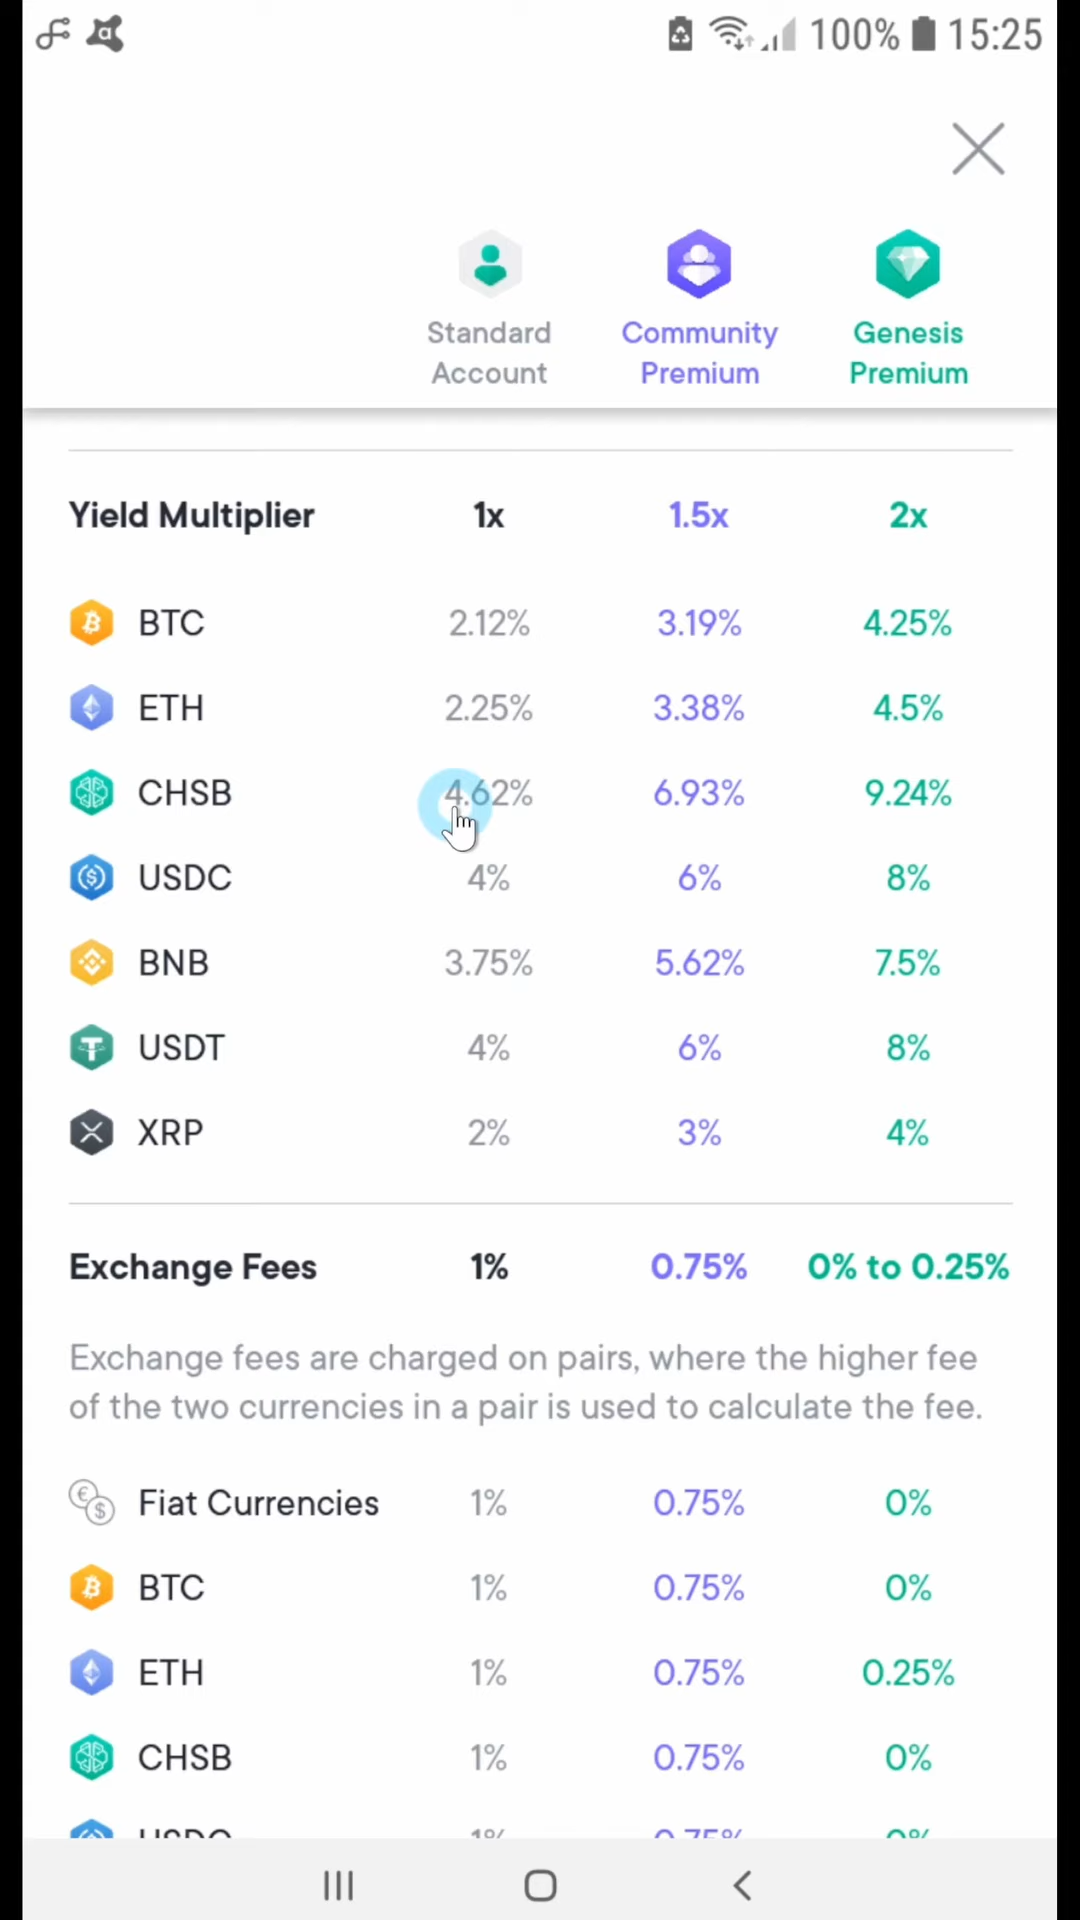 100% 15:25
Standard Account
Community Premium
Genesis Premium
Yield Multiplier 1x 1.5x 2x
BTC 2.12% 3.19% 4.25%
ETH 2.25% 3.38% 4.5%
CHSB 4.62% 6.93% 9.24%
USDC 4% 6% 8%
BNB 3.75% 5.62% 7.5%
USDT 4% 6% 8%
XRP 2% 3% 4%
Exchange Fees 1% 0.75% 0% to 0.25%
Exchange fees are charged on pairs, where the higher fee
of the two currencies in a pair is used to calculate the fee.
Fiat Currencies 1% 0.75% 0%
BTC 1% 0.75% 0%
ETH 1% 0.75% 0.25%
CHSB 1% 0.75% 0%
USDC 1% 0.75% 0%